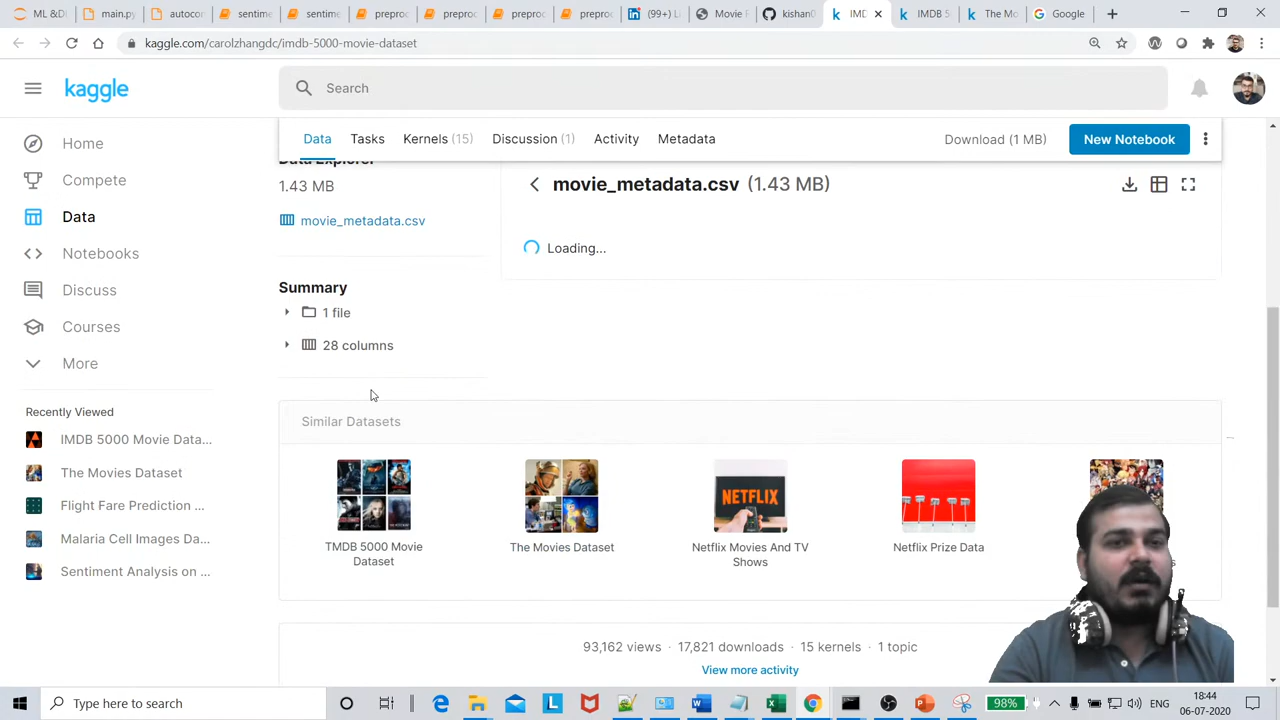 ML &D
main.py
autoco
sentime
sentime
preproc
preproc
preproc
preproc
(99+) L
Movie F
kishan0
IMD
IMDB 5
The Mo
Google
kaggle.com/carolzhangdc/imdb-5000-movie-dataset
kaggle
Search
Home
Compete
Data
Notebooks
Discuss
Courses
More
Recently Viewed
IMDB 5000 Movie Data...
The Movies Dataset
Flight Fare Prediction ...
Malaria Cell Images Da...
Sentiment Analysis on ...
Data Tasks Kernels (15) Discussion (1) Activity Metadata Download (1 MB) New Notebook
Data Explorer
1.43 MB
movie_metadata.csv
Summary
1 file
28 columns
movie_metadata.csv (1.43 MB)
Loading...
Similar Datasets
NETFLIX
TMDB 5000 Movie
Dataset
The Movies Dataset
Netflix Movies And TV
Shows
Netflix Prize Data
93,162 views · 17,821 downloads · 15 kernels · 1 topic
View more activity
Type here to search
98%
ENG
18:44
06-07-2020